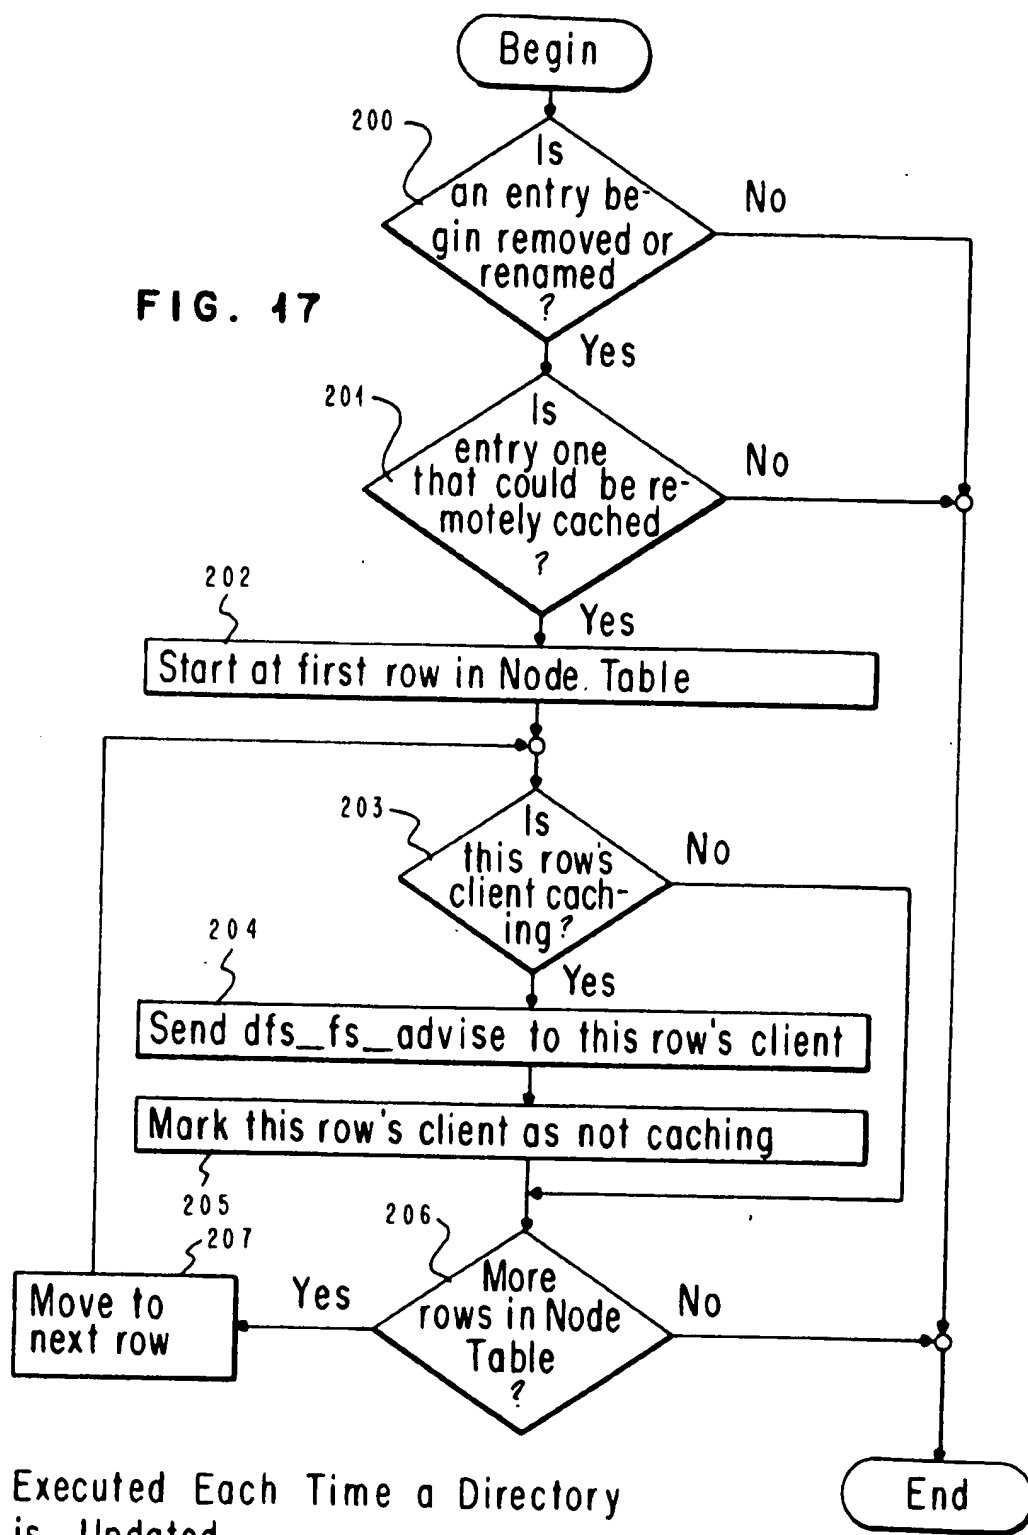 Begin
200
Is
an entry be-
gin removed or
renamed
?
No
FIG. 17
Yes
201
Is
entry one
that could be re-
motely cached
?
No
202
Yes
Start at first row in Node. Table
203
Is
this row's
client cach-
ing?
No
204
Yes
Send dfs_fs_advise to this row's client
Mark this row's client as not caching
205
206
207
More
rows in Node
Table
?
Yes
No
Move to
next row
Executed Each Time a Directory
is Updated
End